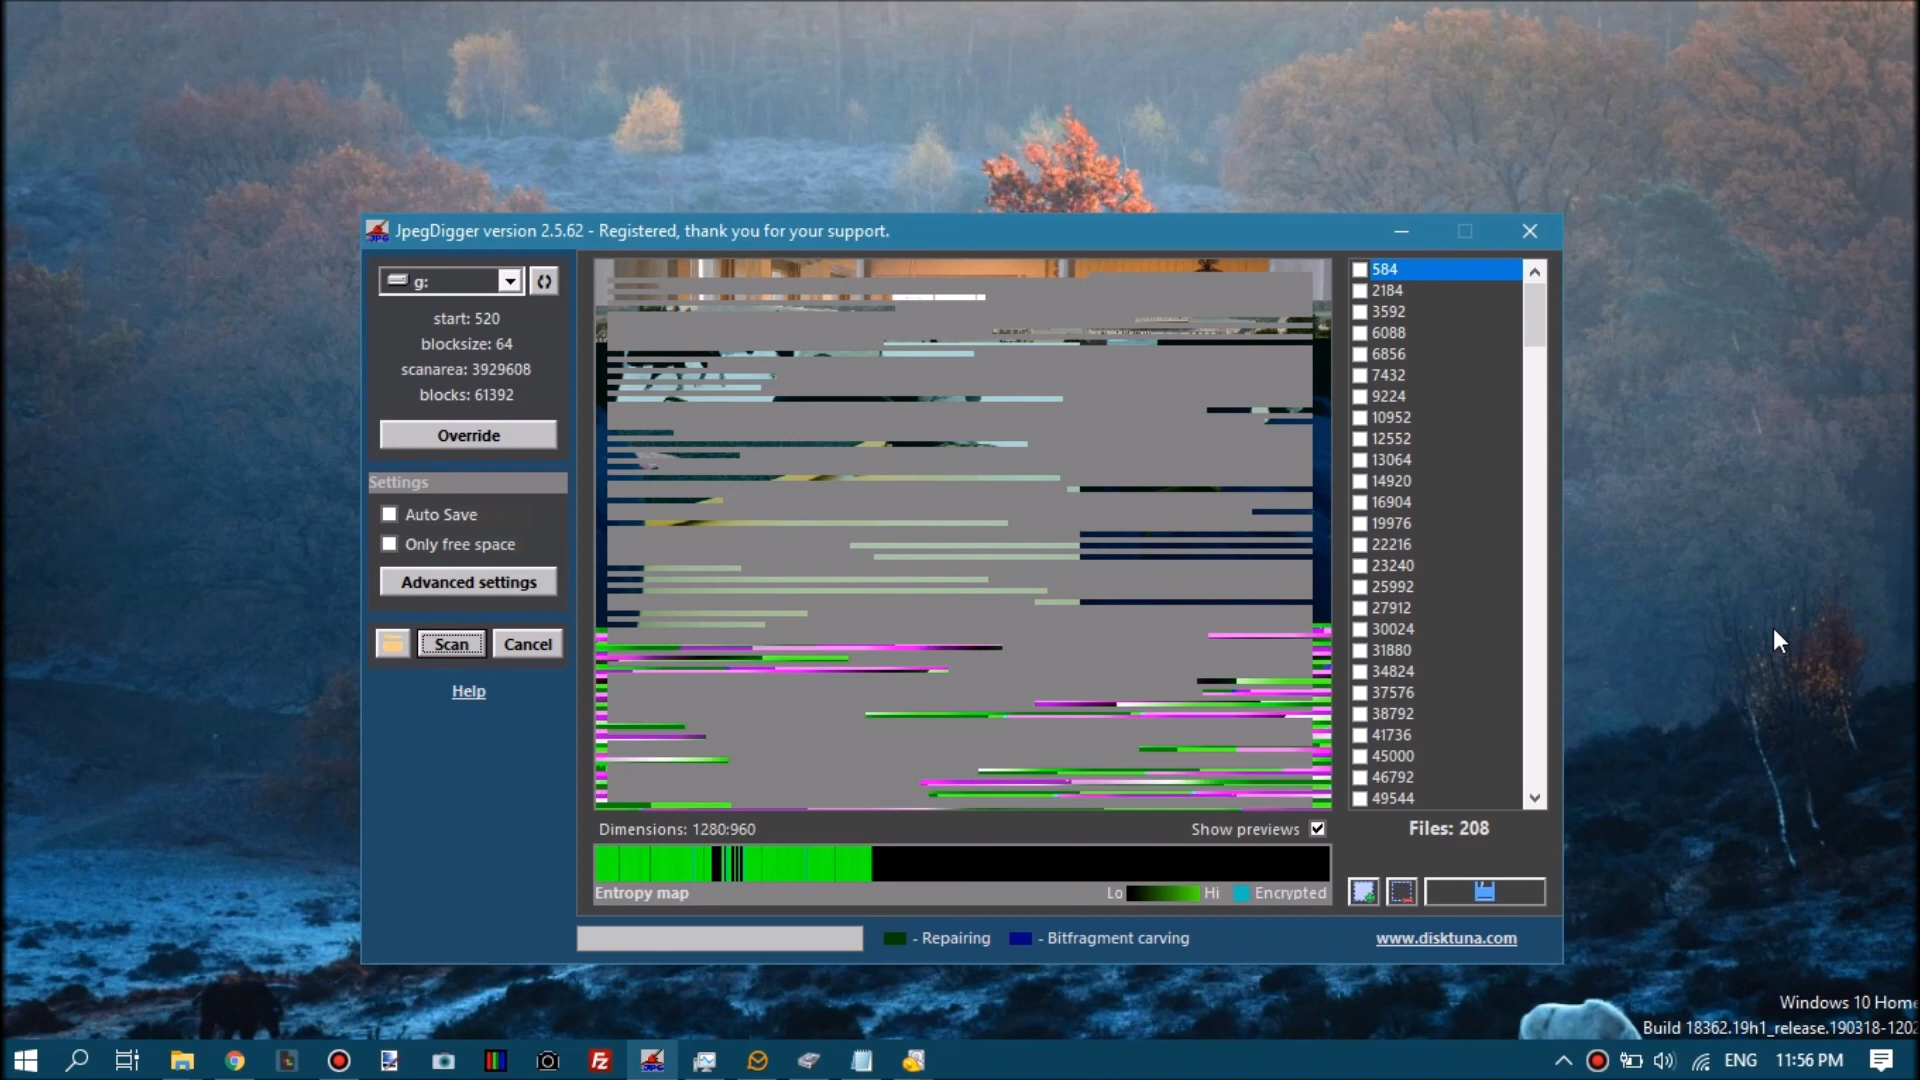 JpegDigger version 2.5.62 - Registered, thank you for your support.
g:
start: 520
blocksize: 64
scanarea: 3929608
blocks: 61392
Override
Settings
Auto Save
Only free space
Advanced settings
Scan
Cancel
Help
584
2184
3592
6088
6856
7432
9224
10952
12552
13064
14920
16904
19976
22216
23240
25992
27912
30024
31880
34824
37576
38792
41736
45000
46792
49544
Dimensions: 1280:960
Show previews
Files: 208
Entropy map
Lo
Hi
Encrypted
- Repairing
- Bitfragment carving
www.disktuna.com
Windows 10 Home
Build 18362.19h1_release.190318-1202
ENG
11:56 PM